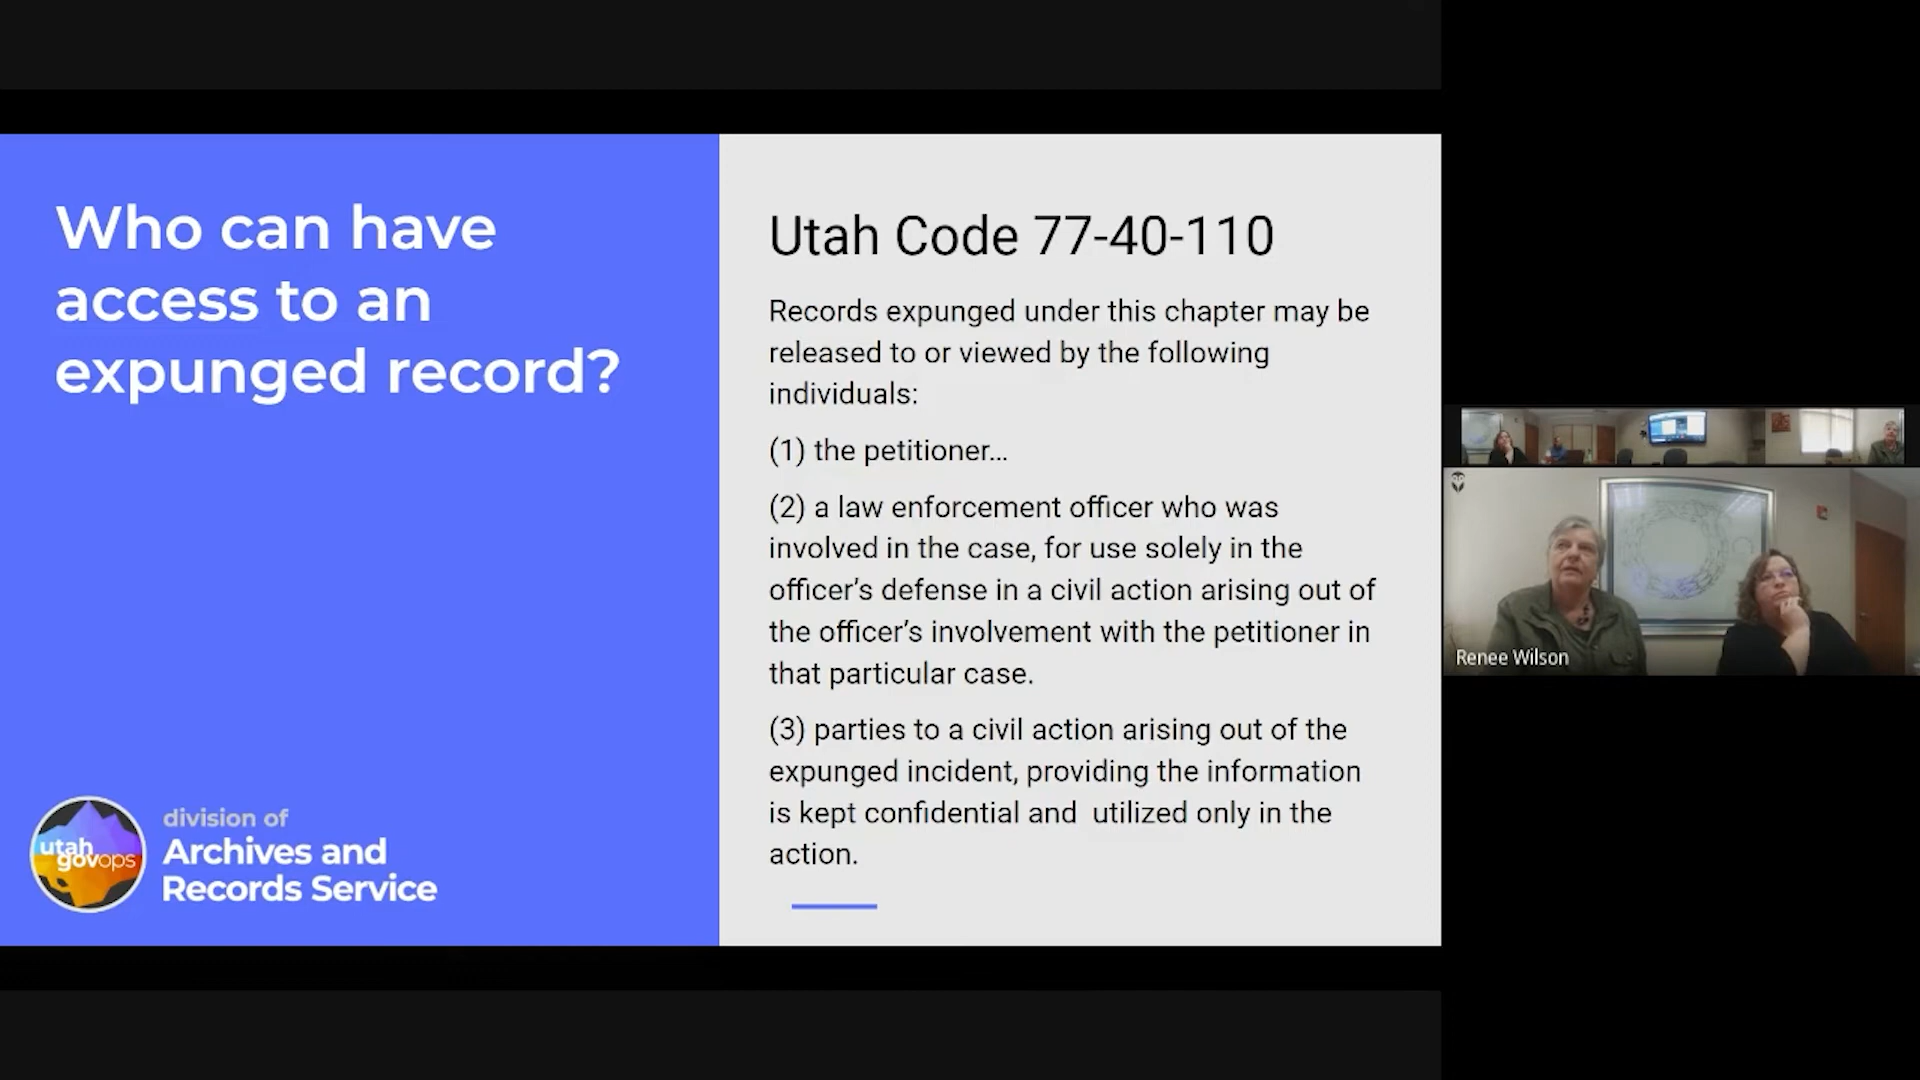 Who can have
access to an
expunged record?
utah
govops
division of
Archives and
Records Service
Utah Code 77-40-110
Records expunged under this chapter may be
released to or viewed by the following
individuals:
(1) the petitioner...
(2) a law enforcement officer who was
involved in the case, for use solely in the
officer’s defense in a civil action arising out of
the officer’s involvement with the petitioner in
that particular case.
(3) parties to a civil action arising out of the
expunged incident, providing the information
is kept confidential and  utilized only in the
action.
Renee Wilson